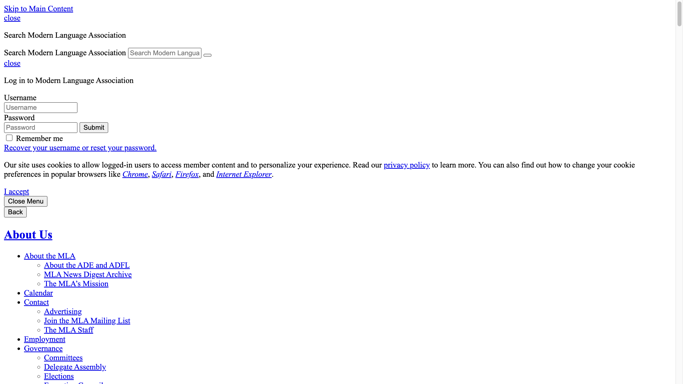 Skip to Main Content
close
Search Modern Language Association
Search Modern Language Association Search Modern Langua
close
Log in to Modern Language Association
Username
Username
Password
Password Submit
Remember me
Recover your username or reset your password.
Our site uses cookies to allow logged-in users to access member content and to personalize your experience. Read our privacy policy to learn more. You can also find out how to change your cookie
preferences in popular browsers like Chrome, Safari, Firefox, and Internet Explorer.
I accept
Close Menu
Back
About Us
About the MLA
About the ADE and ADFL
MLA News Digest Archive
The MLA's Mission
Calendar
Contact
Advertising
Join the MLA Mailing List
The MLA Staff
Employment
Governance
Committees
Delegate Assembly
Elections